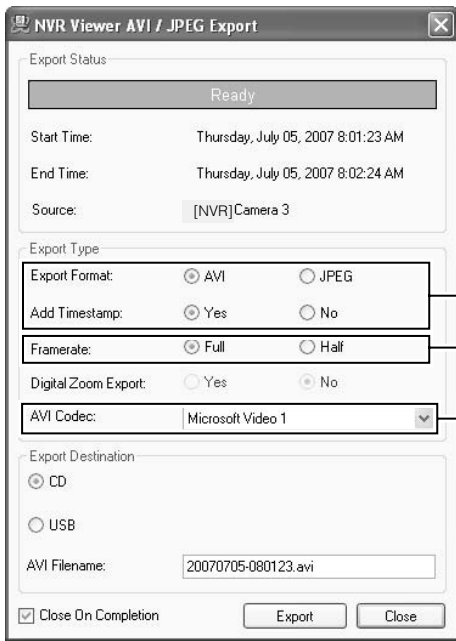 NVR Viewer AVI / JPEG Export
Export Status
Ready
Start Time: Thursday, July 05, 2007 8:01:23 AM
End Time: Thursday, July 05, 2007 8:02:24 AM
Source: [NVR]Camera 3
Export Type
Export Format: AVI JPEG
Add Timestamp: Yes No
Framerate: Full Half
Digital Zoom Export: Yes No
AVI Codec: Microsoft Video 1
Export Destination
CD
USB
AVI Filename: 20070705-080123.avi
Close On Completion Export Close